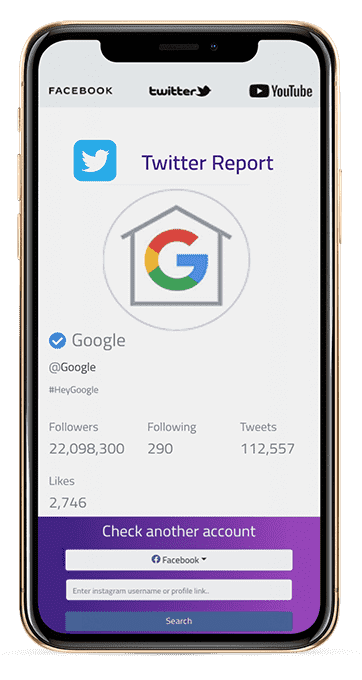 FACEBOOK twitter YouTube
Twitter Report
G
Google
@Google
#HeyGoogle
Followers Following Tweets
22,098,300 290 112,557
Likes
2,746
Check another account
Facebook
Enter instagram username or profile link..
Search